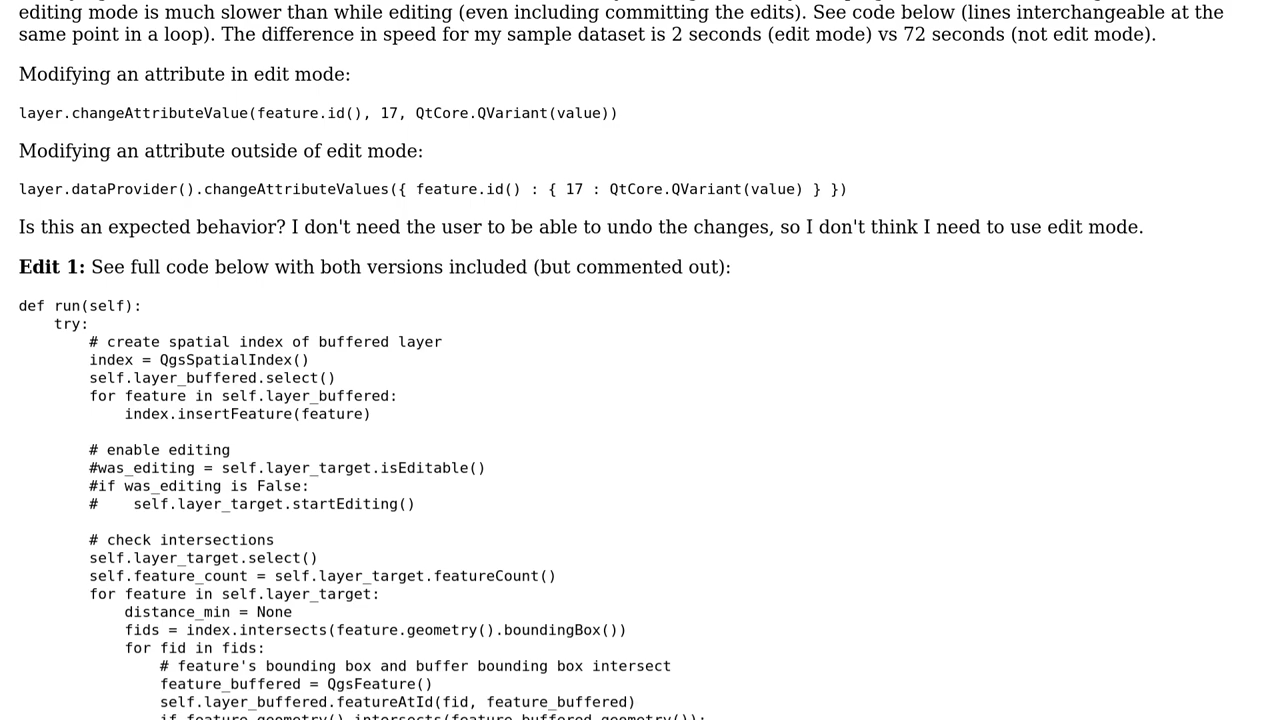 editing mode is much slower than while editing (even including committing the edits). See code below (lines interchangeable at the
same point in a loop). The difference in speed for my sample dataset is 2 seconds (edit mode) vs 72 seconds (not edit mode).
Modifying an attribute in edit mode:
layer.changeAttributeValue(feature.id(), 17, QtCore.QVariant(value))
Modifying an attribute outside of edit mode:
layer.dataProvider().changeAttributeValues({ feature.id() : { 17 : QtCore.QVariant(value) } })
Is this an expected behavior? I don't need the user to be able to undo the changes, so I don't think I need to use edit mode.
Edit 1: See full code below with both versions included (but commented out):
def run(self):
    try:
        # create spatial index of buffered layer
        index = QgsSpatialIndex()
        self.layer_buffered.select()
        for feature in self.layer_buffered:
            index.insertFeature(feature)
        # enable editing
        #was_editing = self.layer_target.isEditable()
        #if was_editing is False:
        #    self.layer_target.startEditing()
        # check intersections
        self.layer_target.select()
        self.feature_count = self.layer_target.featureCount()
        for feature in self.layer_target:
            distance_min = None
            fids = index.intersects(feature.geometry().boundingBox())
            for fid in fids:
                # feature's bounding box and buffer bounding box intersect
                feature_buffered = QgsFeature()
                self.layer_buffered.featureAtId(fid, feature_buffered)
                if feature.geometry().intersects(feature_buffered.geometry()):